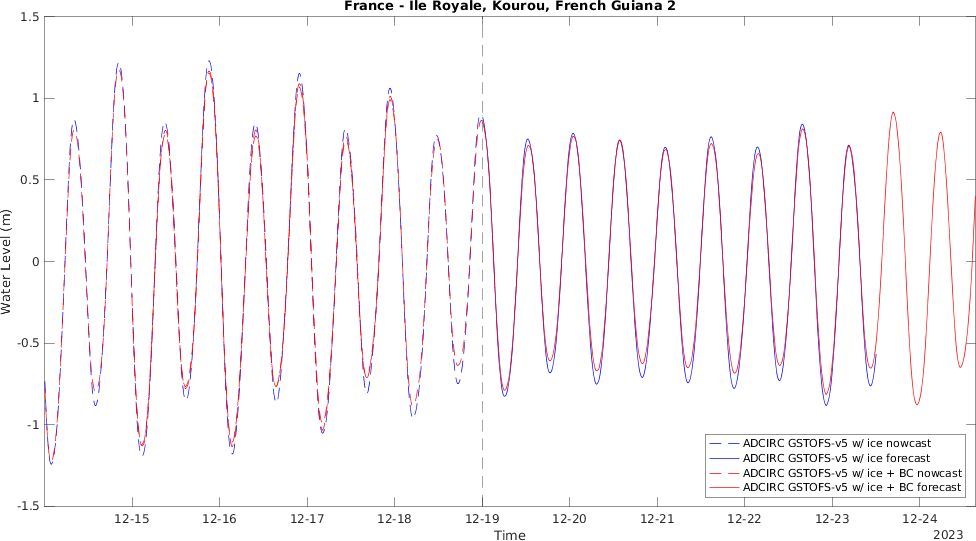 France - Ile Royale, Kourou, French Guiana 2
1.5
1
0.5
0
-0.5
-1
-1.5
Water Level (m)
12-15
12-16
12-17
12-18
12-19
12-20
12-21
12-22
12-23
12-24
Time
2023
ADCIRC GSTOFS-v5 w/ ice nowcast
ADCIRC GSTOFS-v5 w/ ice forecast
ADCIRC GSTOFS-v5 w/ ice + BC nowcast
ADCIRC GSTOFS-v5 w/ ice + BC forecast